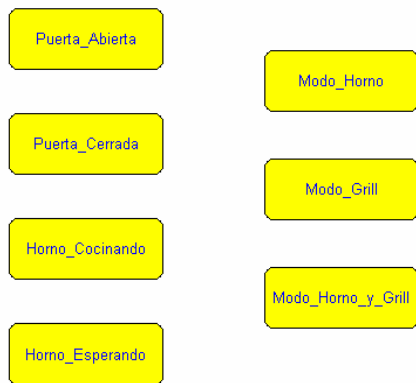 Puerta_Abierta
Puerta_Cerrada
Horno_Cocinando
Horno_Esperando
Modo_Horno
Modo_Grill
Modo_Horno_y_Grill